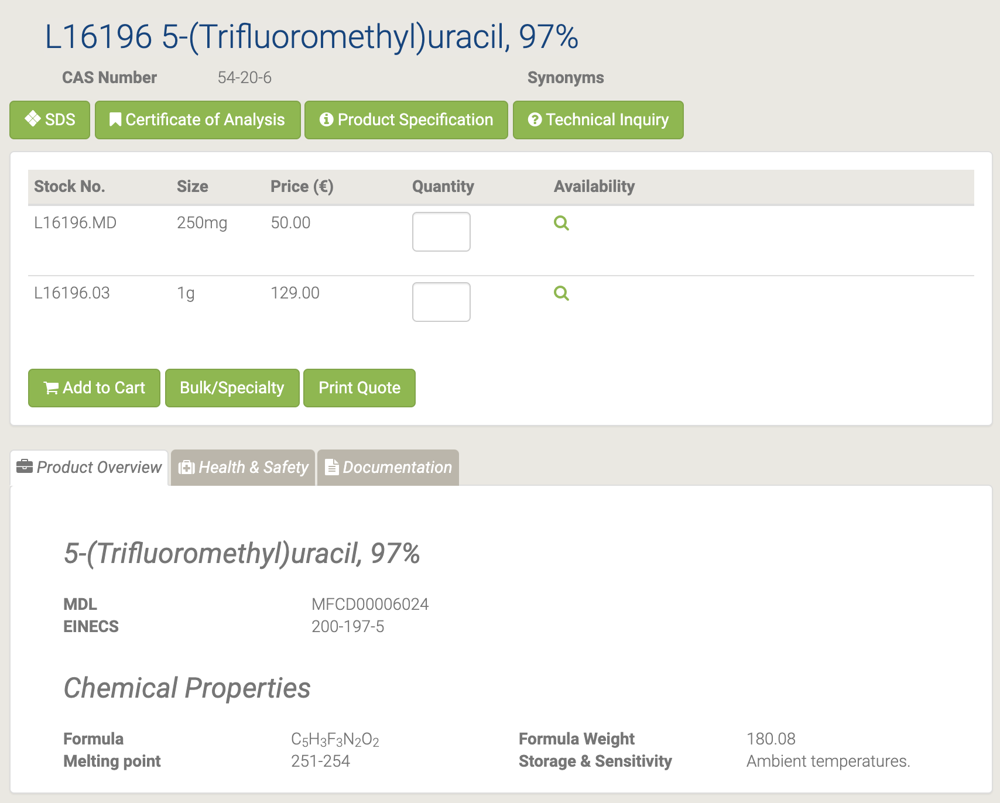 L16196 5-(Trifluoromethyl)uracil, 97%
CAS Number 54-20-6 Synonyms
SDS Certificate of Analysis Product Specification Technical Inquiry
Stock No. Size Price (€) Quantity Availability
L16196.MD 250mg 50.00
L16196.03 1g 129.00
Add to Cart Bulk/Specialty Print Quote
Product Overview Health & Safety Documentation
5-(Trifluoromethyl)uracil, 97%
MDL MFCD00006024
EINECS 200-197-5
Chemical Properties
Formula C₅H₃F₃N₂O₂ Formula Weight 180.08
Melting point 251-254 Storage & Sensitivity Ambient temperatures.